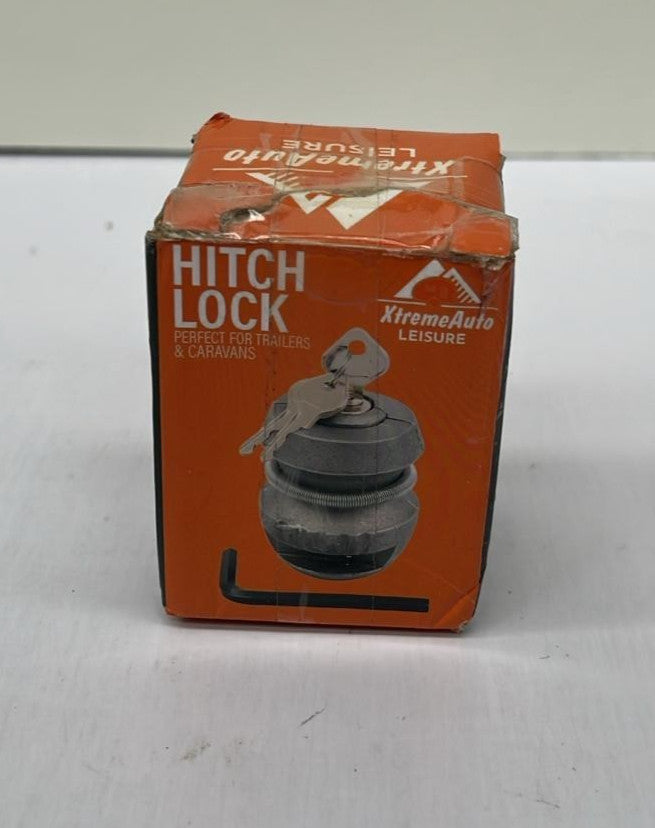 XtremeAuto
LEISURE
HITCH
LOCK
PERFECT FOR TRAILERS
& CARAVANS
XtremeAuto
LEISURE